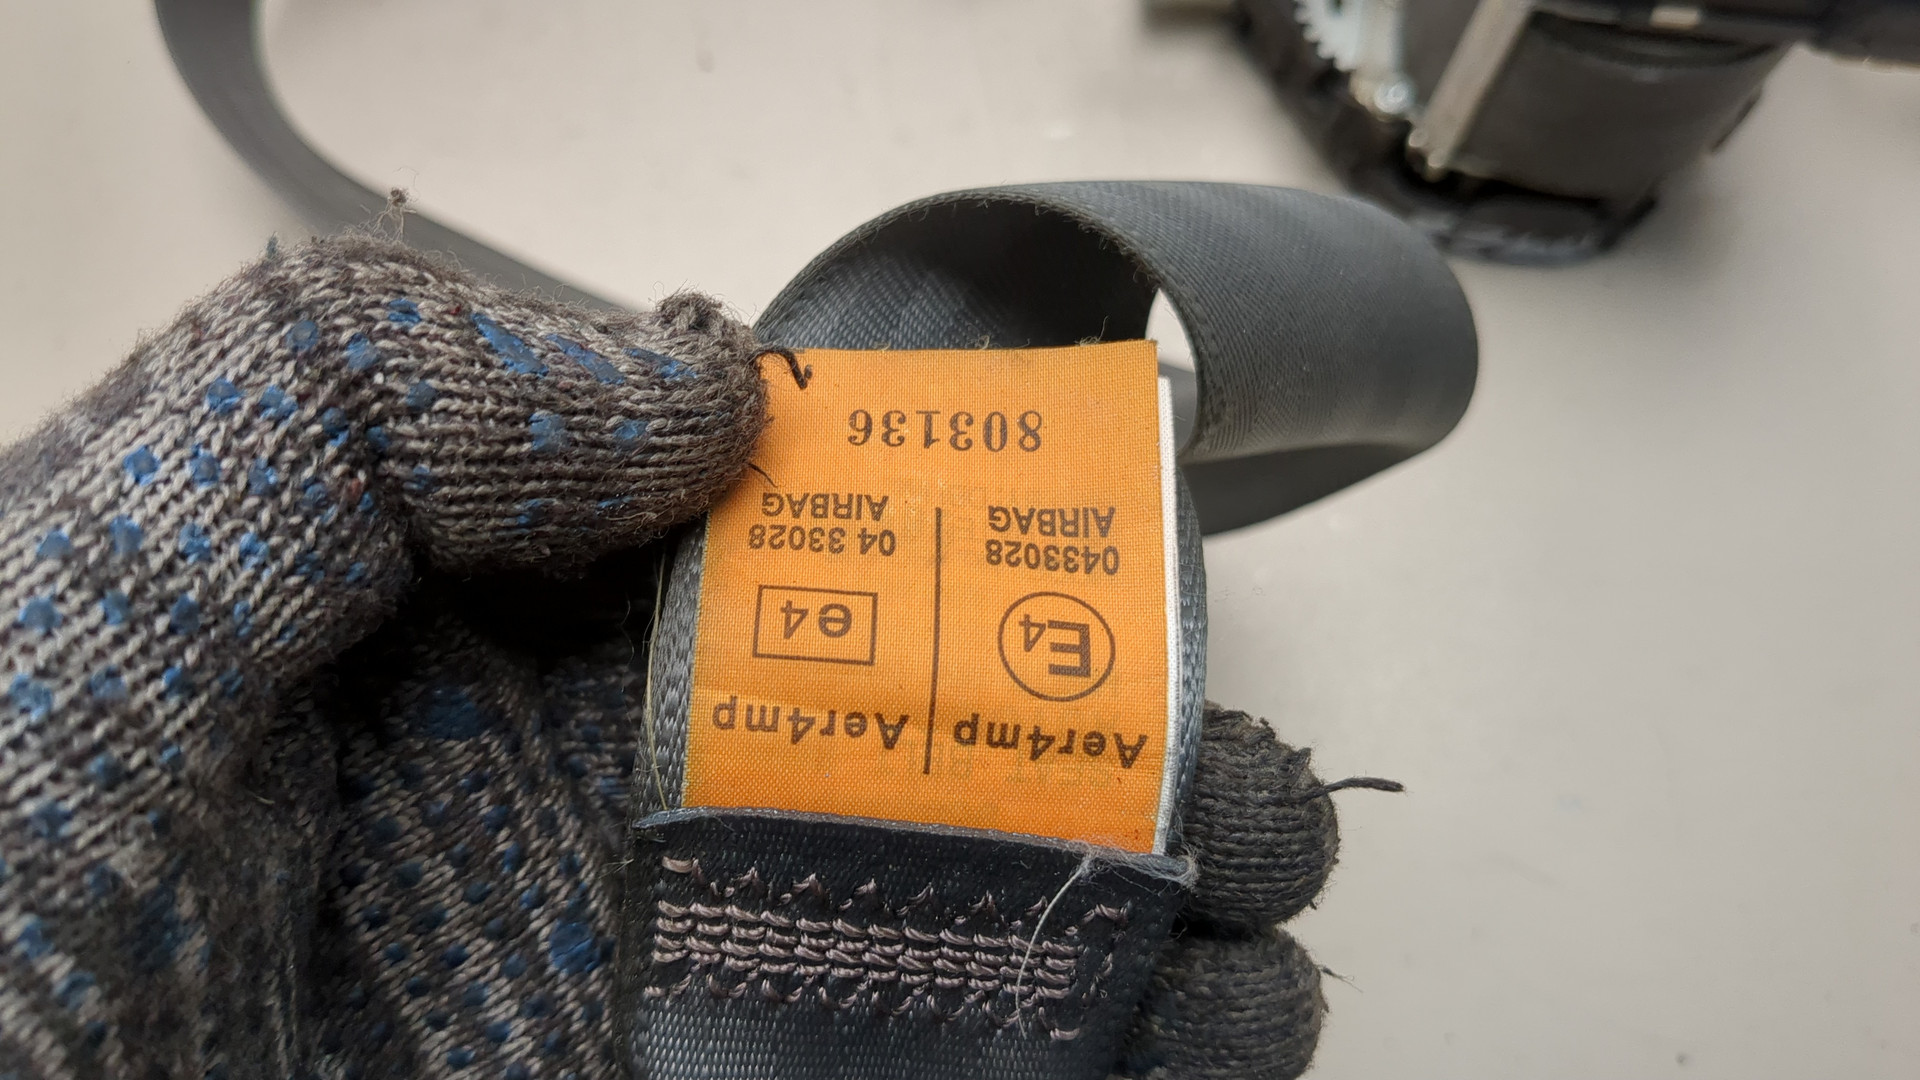 Aer4mp
E4
0433028
AIRBAG
Aer4mp
e4
04 33028
AIRBAG
803136